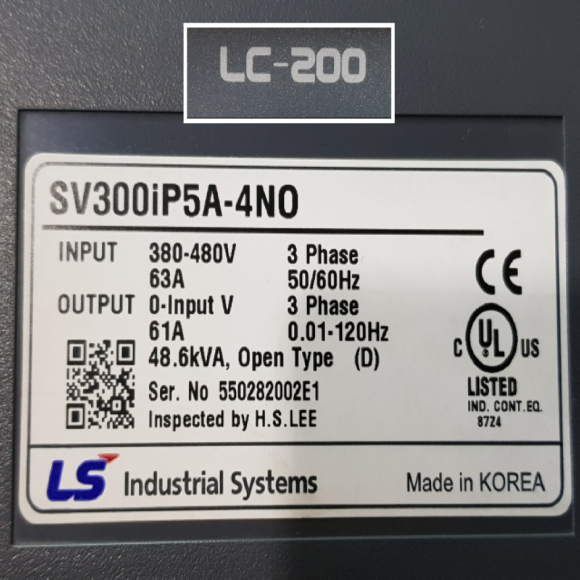 LC-200
SV300iP5A-4NO
INPUT 380-480V 3 Phase
63A 50/60Hz
OUTPUT 0-Input V 3 Phase
61A 0.01-120Hz
48.6kVA, Open Type (D)
Ser. No 550282002E1
Inspected by H.S.LEE
CE
C UL US
LISTED
IND. CONT.EQ.
87Z4
LS Industrial Systems Made in KOREA